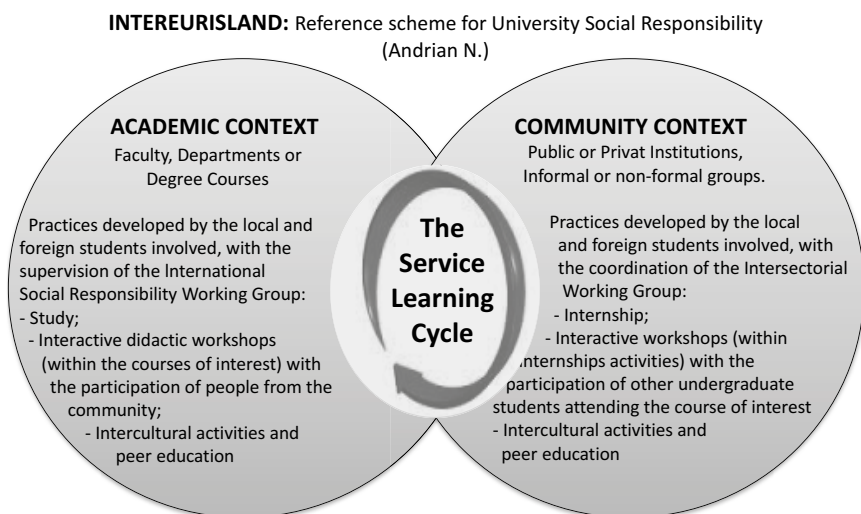 INTEREURISLAND: Reference scheme for University Social Responsibility
(Andrian N.)
ACADEMIC CONTEXT
Faculty, Departments or
Degree Courses
Practices developed by the local and
foreign students involved, with the
supervision of the International
Social Responsibility Working Group:
- Study;
- Interactive didactic workshops
(within the courses of interest) with
the participation of people from the
community;
- Intercultural activities and
peer education
The
Service
Learning
Cycle
COMMUNITY CONTEXT
Public or Privat Institutions,
Informal or non-formal groups.
Practices developed by the local
and foreign students involved, with
the coordination of the Intersectorial
Working Group:
- Internship;
- Interactive workshops (within
internships activities) with the
participation of other undergraduate
students attending the course of interest
- Intercultural activities and
peer education